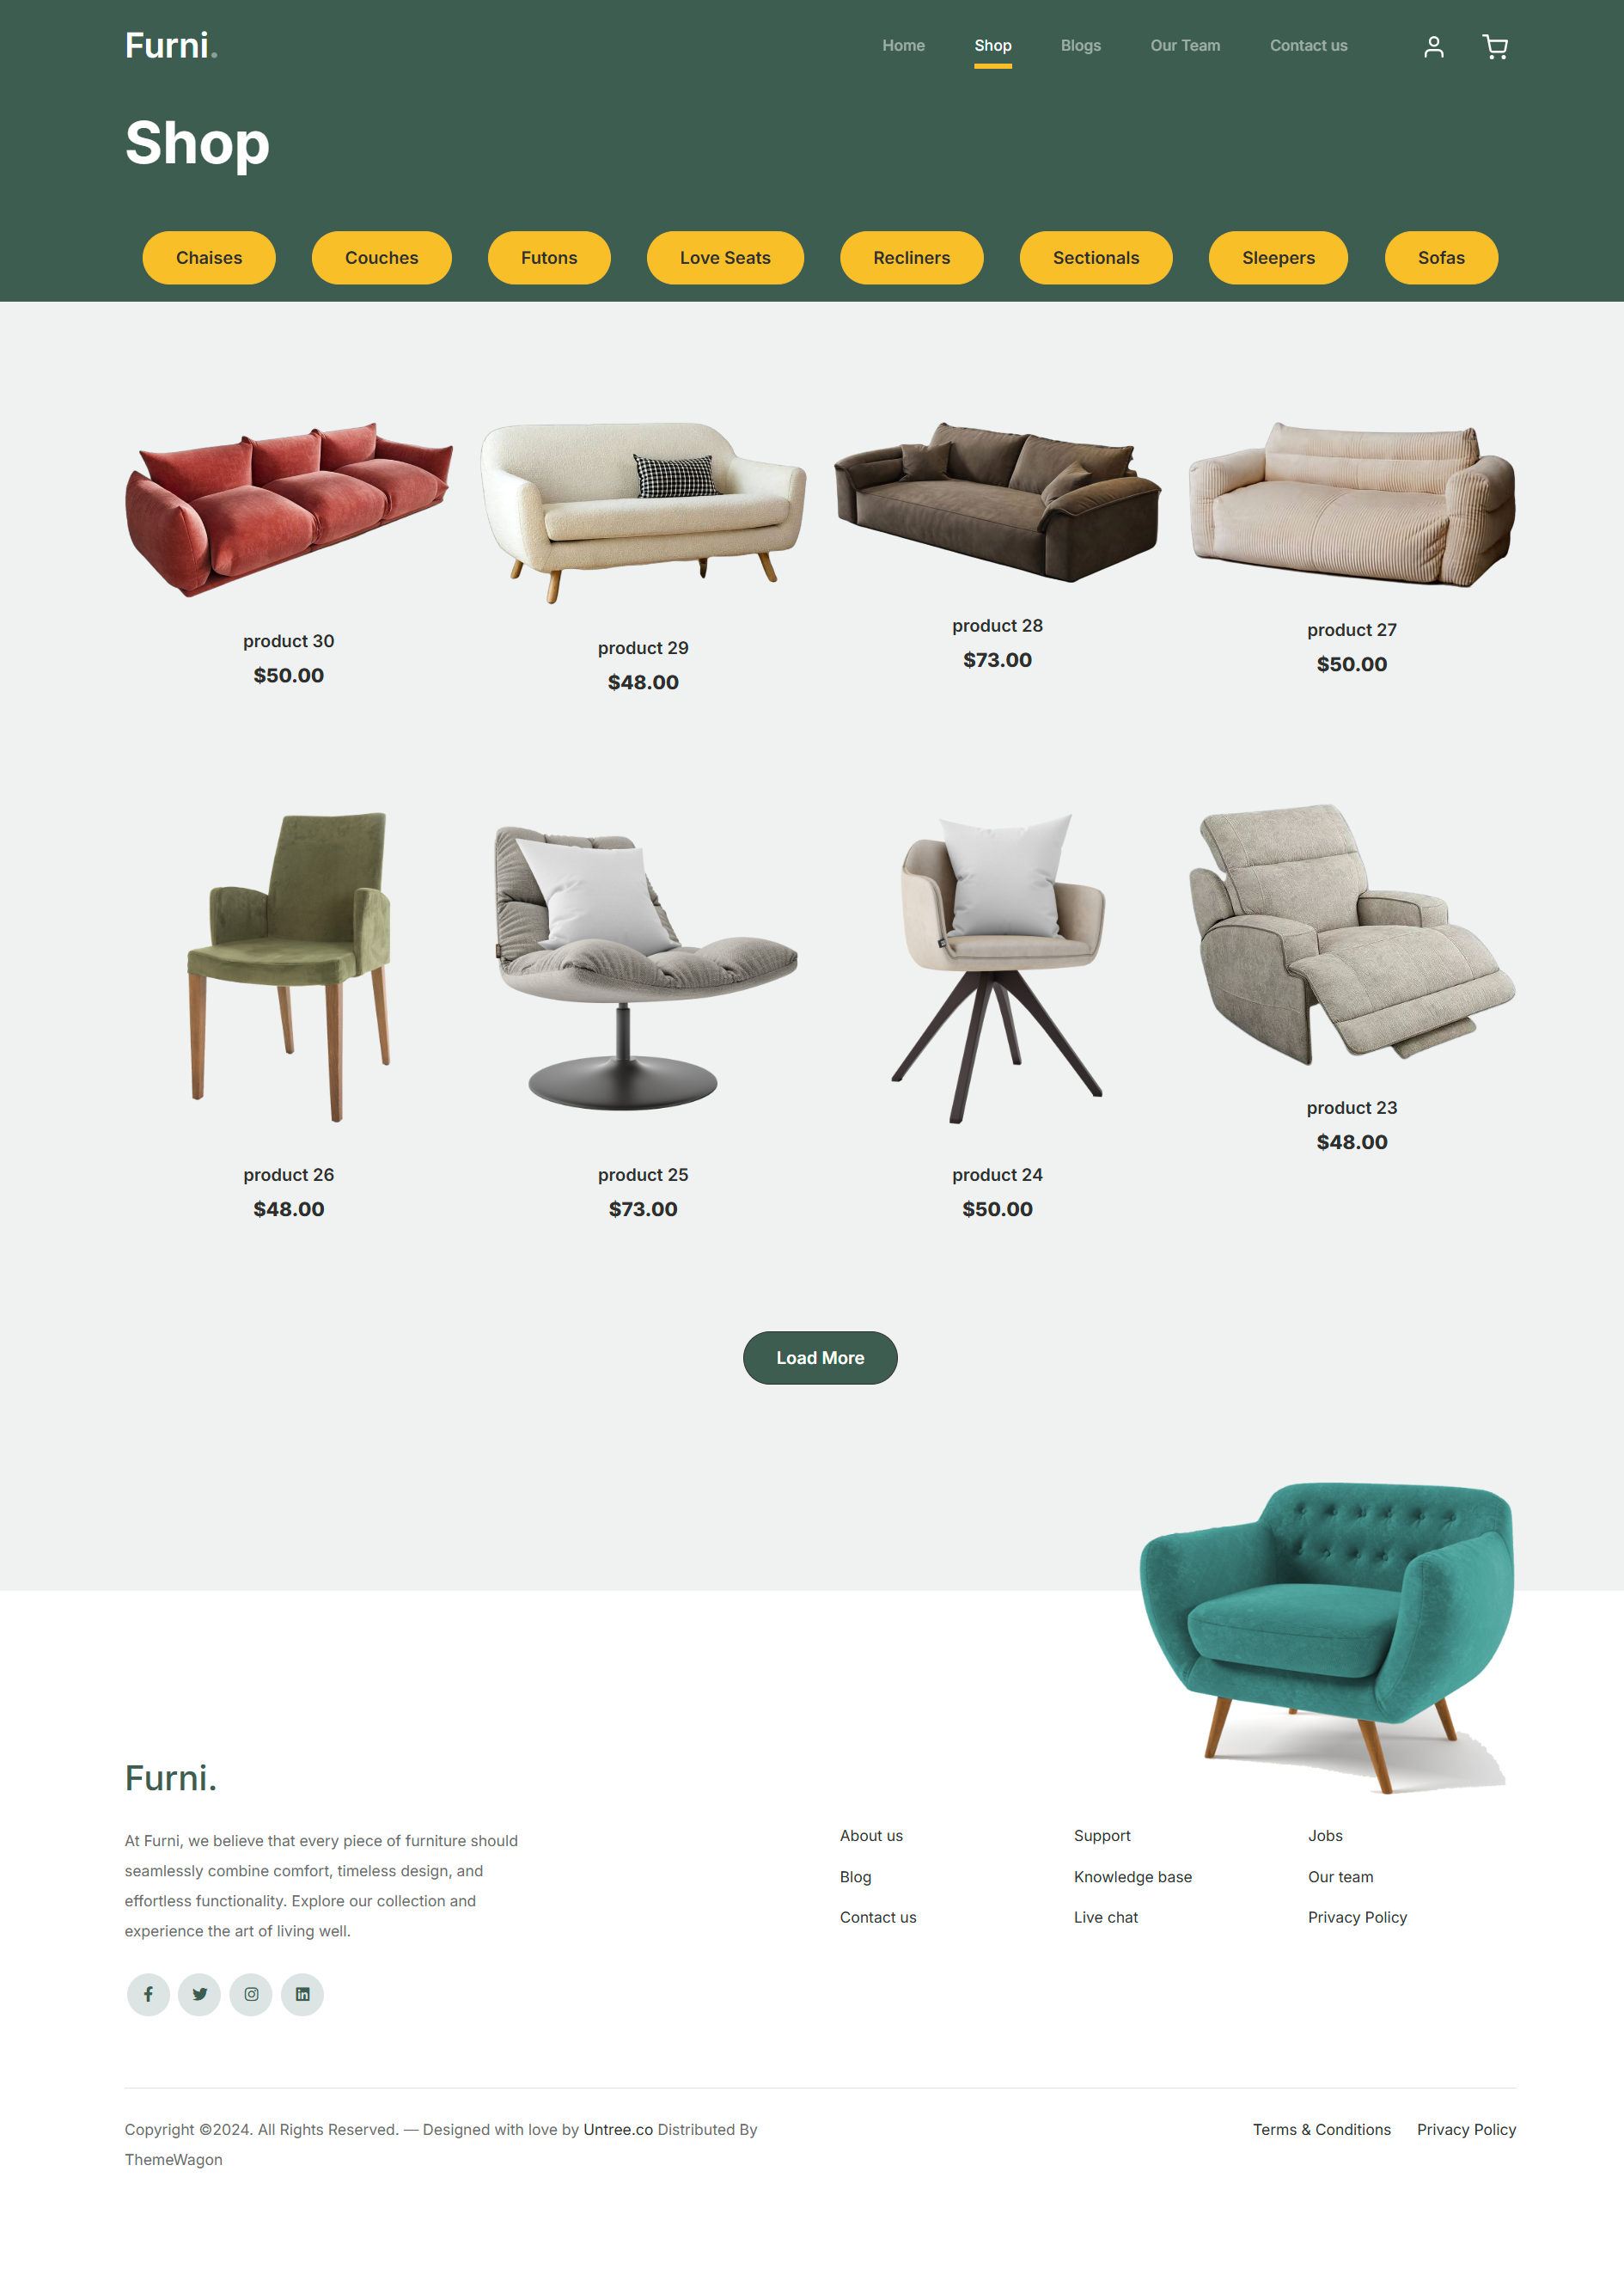 Furni.
Home Shop Blogs Our Team Contact us
Shop
Chaises Couches Futons Love Seats Recliners Sectionals Sleepers Sofas
product 30
$50.00
product 29
$48.00
product 28
$73.00
product 27
$50.00
product 26
$48.00
product 25
$73.00
product 24
$50.00
product 23
$48.00
Load More
Furni.
At Furni, we believe that every piece of furniture should
seamlessly combine comfort, timeless design, and
effortless functionality. Explore our collection and
experience the art of living well.
About us
Blog
Contact us
Support
Knowledge base
Live chat
Jobs
Our team
Privacy Policy
Copyright ©2024. All Rights Reserved. — Designed with love by Untree.co Distributed By
ThemeWagon
Terms & Conditions Privacy Policy